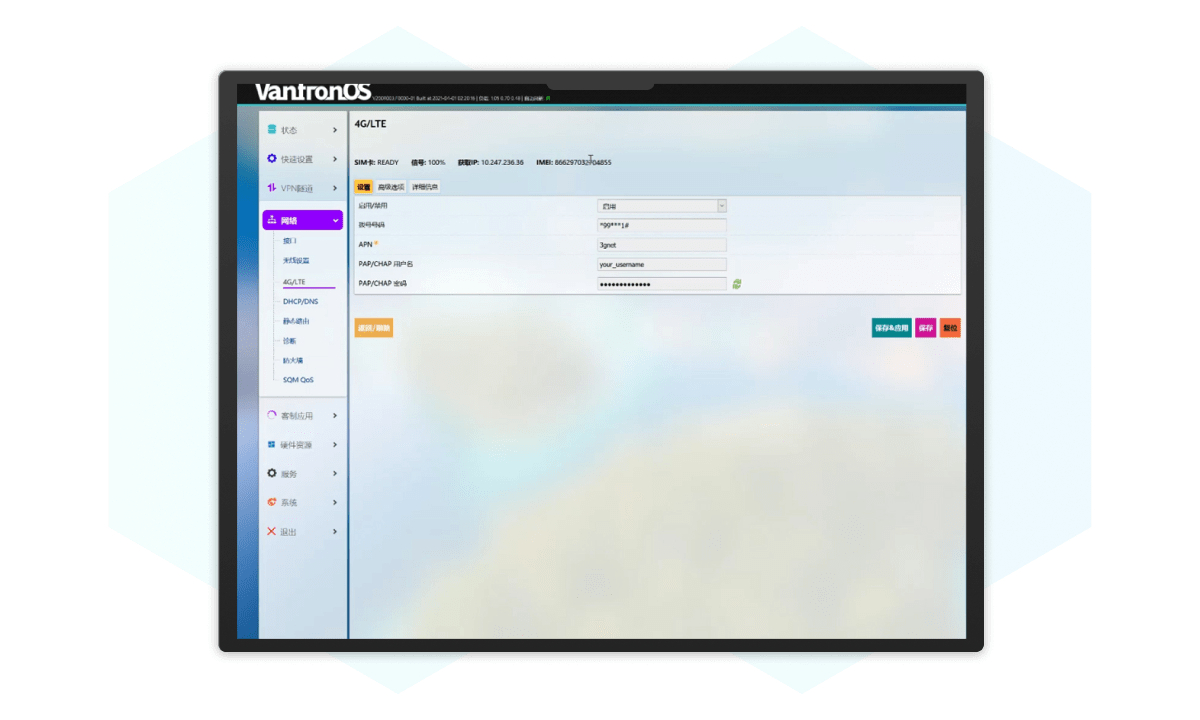 VantronOS
状态
快速设置
VPN隧道
网络
接口
无线设置
4G/LTE
DHCP/DNS
静态路由
诊断
防火墙
SQM QoS
客制应用
硬件资源
服务
系统
退出
4G/LTE
SIM卡: READY 信号: 100% 获取IP: 10.247.236.36 IMEI:
设置 高级选项 详细信息
启用/禁用 启用
拨号号码 *99***1#
APN* 3gnet
PAP/CHAP 用户名 your_username
PAP/CHAP 密码 •••••••••••••
保存&应用 保存 复位